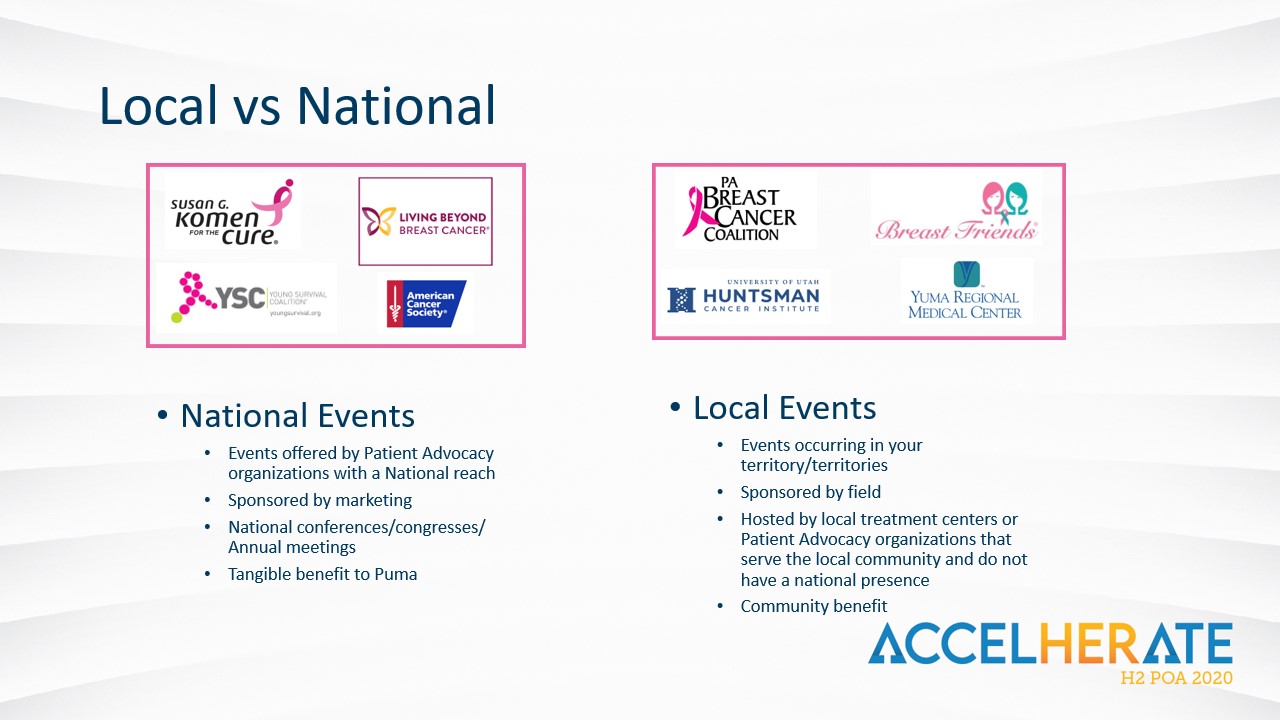 Local vs National
SUSAN G.
Komen
FOR THE
Cure®
LIVING BEYOND
BREAST CANCER®
YSC YOUNG SURVIVAL
COALITION®
youngsurvival.org
American
Cancer
Society®
• National Events
• Events offered by Patient Advocacy
organizations with a National reach
• Sponsored by marketing
• National conferences/congresses/
Annual meetings
• Tangible benefit to Puma
PA
BREAST
CANCER
COALITION
Breast Friends®
UNIVERSITY OF UTAH
HUNTSMAN
CANCER INSTITUTE
YUMA REGIONAL
MEDICAL CENTER
• Local Events
• Events occurring in your
territory/territories
• Sponsored by field
• Hosted by local treatment centers or
Patient Advocacy organizations that
serve the local community and do not
have a national presence
• Community benefit
ACCELHERATE
H2 POA 2020